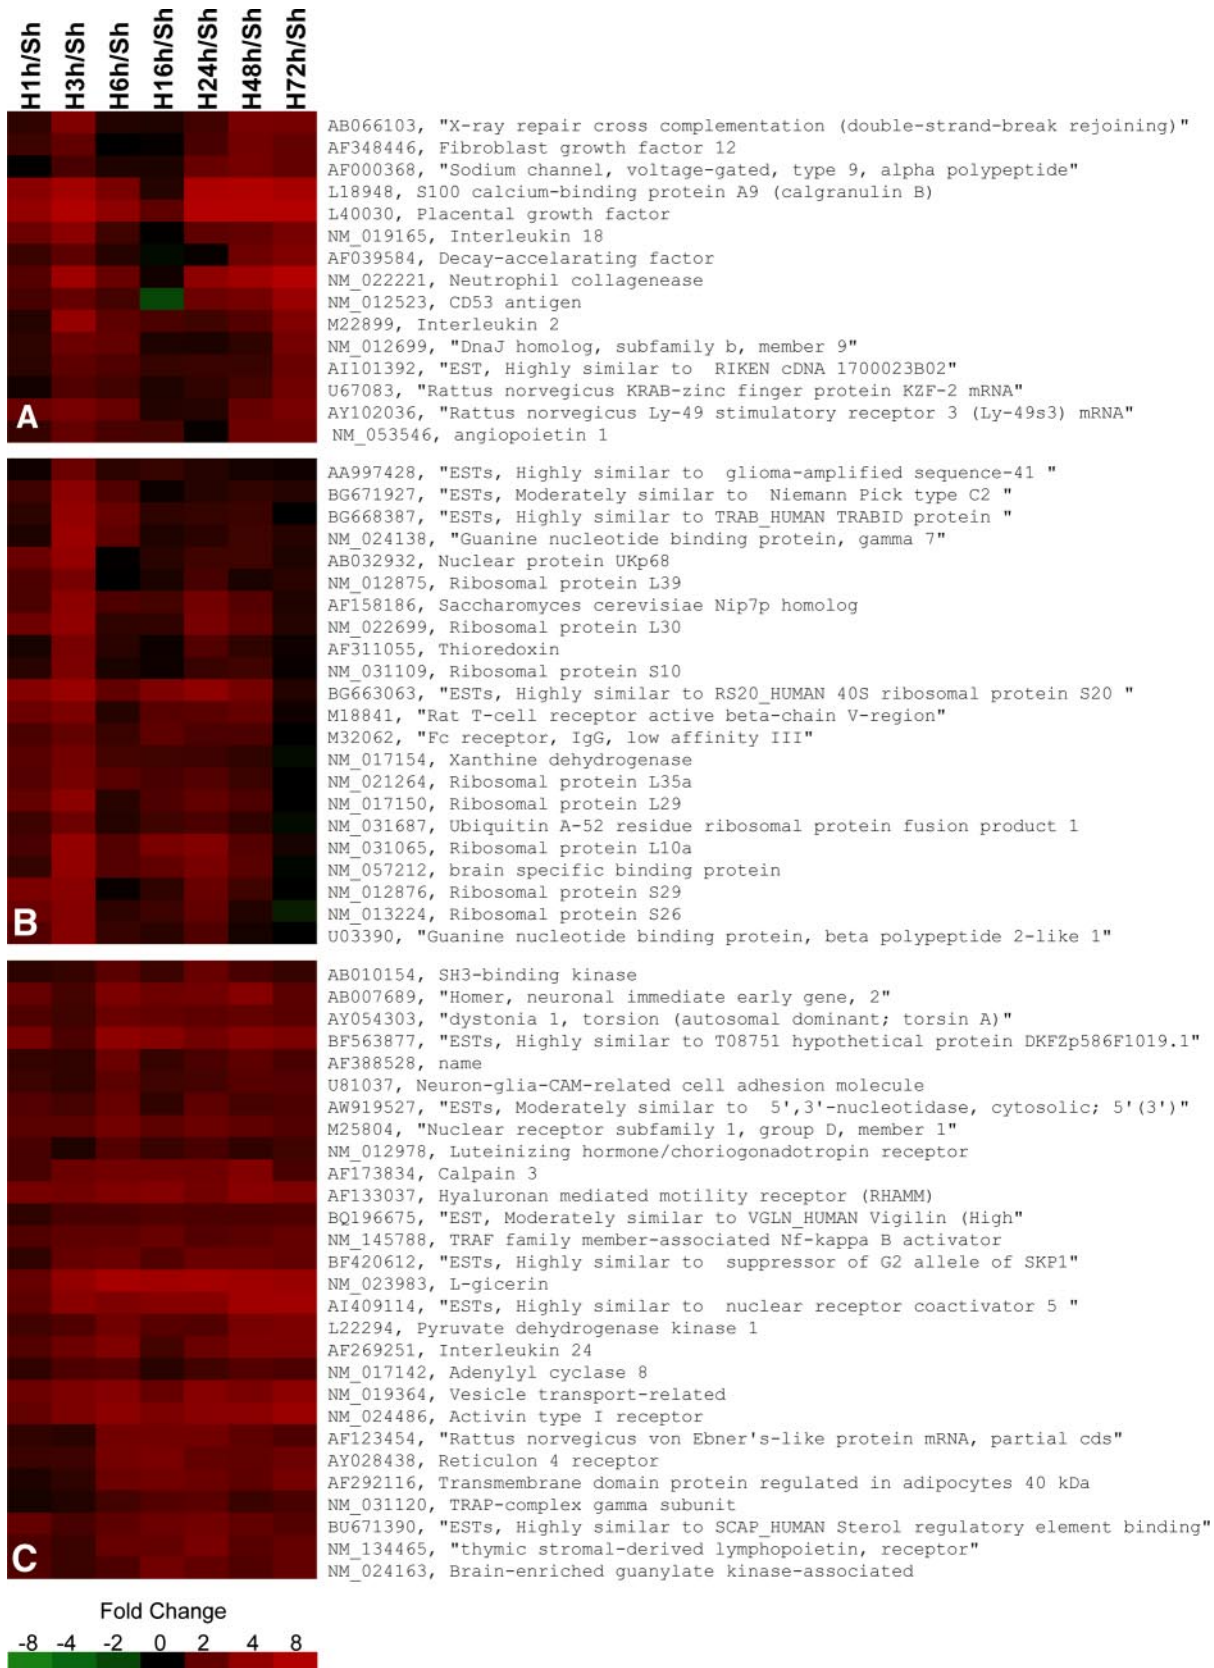 H1h/Sh H3h/Sh H6h/Sh H16h/Sh H24h/Sh H48h/Sh H72h/Sh
AB066103, "X-ray repair cross complementation (double-strand-break rejoining)"
AF348446, Fibroblast growth factor 12
AF000368, "Sodium channel, voltage-gated, type 9, alpha polypeptide"
L18948, S100 calcium-binding protein A9 (calgranulin B)
L40030, Placental growth factor
NM_019165, Interleukin 18
AF039584, Decay-accelarating factor
NM_022221, Neutrophil collagenease
NM_012523, CD53 antigen
M22899, Interleukin 2
NM_012699, "DnaJ homolog, subfamily b, member 9"
AI101392, "EST, Highly similar to  RIKEN cDNA 1700023B02"
U67083, "Rattus norvegicus KRAB-zinc finger protein KZF-2 mRNA"
AY102036, "Rattus norvegicus Ly-49 stimulatory receptor 3 (Ly-49s3) mRNA"
NM_053546, angiopoietin 1
A
AA997428, "ESTs, Highly similar to  glioma-amplified sequence-41 "
BG671927, "ESTs, Moderately similar to  Niemann Pick type C2 "
BG668387, "ESTs, Highly similar to TRAB_HUMAN TRABID protein "
NM_024138, "Guanine nucleotide binding protein, gamma 7"
AB032932, Nuclear protein UKp68
NM_012875, Ribosomal protein L39
AF158186, Saccharomyces cerevisiae Nip7p homolog
NM_022699, Ribosomal protein L30
AF311055, Thioredoxin
NM_031109, Ribosomal protein S10
BG663063, "ESTs, Highly similar to RS20_HUMAN 40S ribosomal protein S20 "
M18841, "Rat T-cell receptor active beta-chain V-region"
M32062, "Fc receptor, IgG, low affinity III"
NM_017154, Xanthine dehydrogenase
NM_021264, Ribosomal protein L35a
NM_017150, Ribosomal protein L29
NM_031687, Ubiquitin A-52 residue ribosomal protein fusion product 1
NM_031065, Ribosomal protein L10a
NM_057212, brain specific binding protein
NM_012876, Ribosomal protein S29
NM_013224, Ribosomal protein S26
U03390, "Guanine nucleotide binding protein, beta polypeptide 2-like 1"
B
AB010154, SH3-binding kinase
AB007689, "Homer, neuronal immediate early gene, 2"
AY054303, "dystonia 1, torsion (autosomal dominant; torsin A)"
BF563877, "ESTs, Highly similar to T08751 hypothetical protein DKFZp586F1019.1"
AF388528, name
U81037, Neuron-glia-CAM-related cell adhesion molecule
AW919527, "ESTs, Moderately similar to  5',3'-nucleotidase, cytosolic; 5'(3')"
M25804, "Nuclear receptor subfamily 1, group D, member 1"
NM_012978, Luteinizing hormone/choriogonadotropin receptor
AF173834, Calpain 3
AF133037, Hyaluronan mediated motility receptor (RHAMM)
BQ196675, "EST, Moderately similar to VGLN_HUMAN Vigilin (High"
NM_145788, TRAF family member-associated Nf-kappa B activator
BF420612, "ESTs, Highly similar to  suppressor of G2 allele of SKP1"
NM_023983, L-gicerin
AI409114, "ESTs, Highly similar to  nuclear receptor coactivator 5 "
L22294, Pyruvate dehydrogenase kinase 1
AF269251, Interleukin 24
NM_017142, Adenylyl cyclase 8
NM_019364, Vesicle transport-related
NM_024486, Activin type I receptor
AF123454, "Rattus norvegicus von Ebner's-like protein mRNA, partial cds"
AY028438, Reticulon 4 receptor
AF292116, Transmembrane domain protein regulated in adipocytes 40 kDa
NM_031120, TRAP-complex gamma subunit
BU671390, "ESTs, Highly similar to SCAP_HUMAN Sterol regulatory element binding"
NM_134465, "thymic stromal-derived lymphopoietin, receptor"
NM_024163, Brain-enriched guanylate kinase-associated
C
Fold Change
-8 -4 -2 0 2 4 8